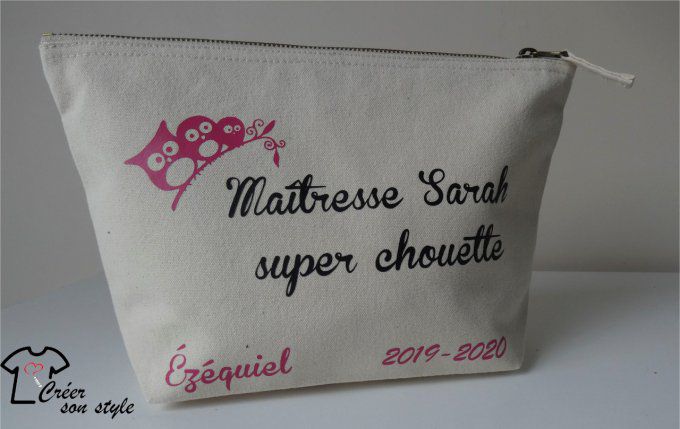 Maîtresse Sarah
super chouette
Ézéquiel
2019-2020
Créer
son style